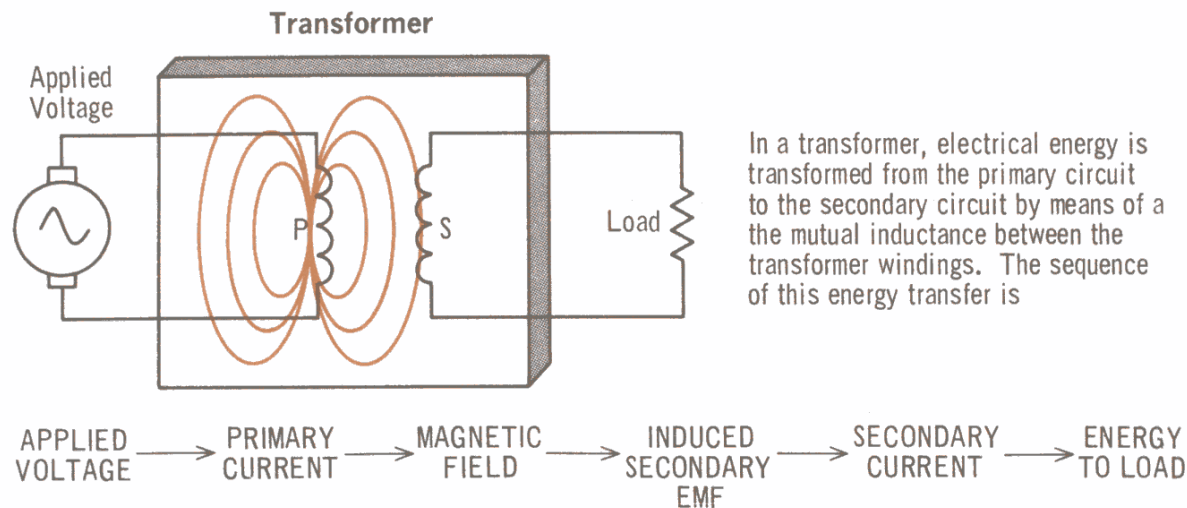 Transformer
Applied
Voltage
P
S
Load
In a transformer, electrical energy is
transformed from the primary circuit
to the secondary circuit by means of a
the mutual inductance between the
transformer windings. The sequence
of this energy transfer is
APPLIED
VOLTAGE
PRIMARY
CURRENT
MAGNETIC
FIELD
INDUCED
SECONDARY
EMF
SECONDARY
CURRENT
ENERGY
TO LOAD